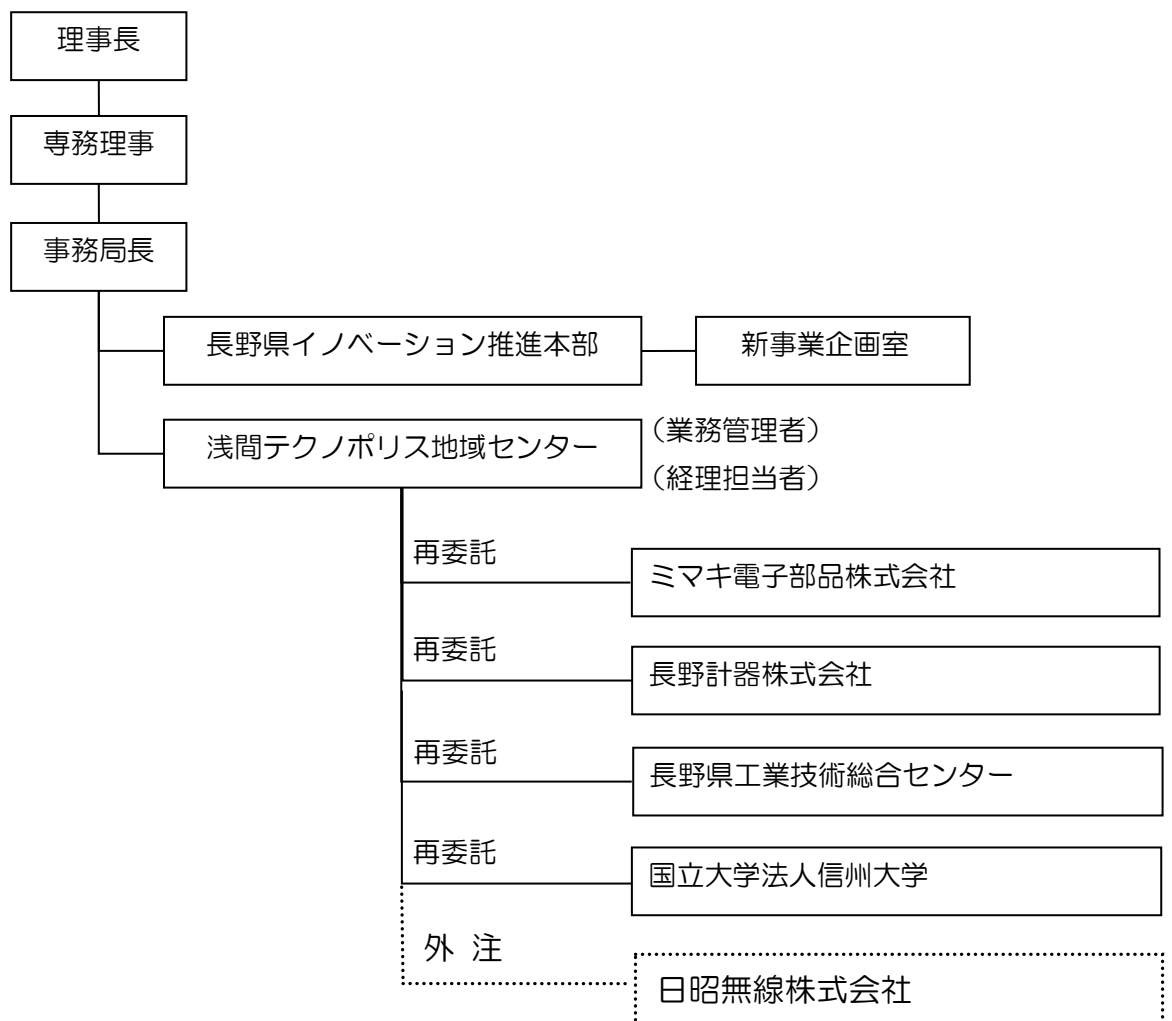 理事長
専務理事
事務局長
長野県イノベーション推進本部
新事業企画室
浅間テクノポリス地域センター
(業務管理者)
(経理担当者)
再委託
ミマキ電子部品株式会社
再委託
長野計器株式会社
再委託
長野県工業技術総合センター
再委託
国立大学法人信州大学
外 注
日昭無線株式会社